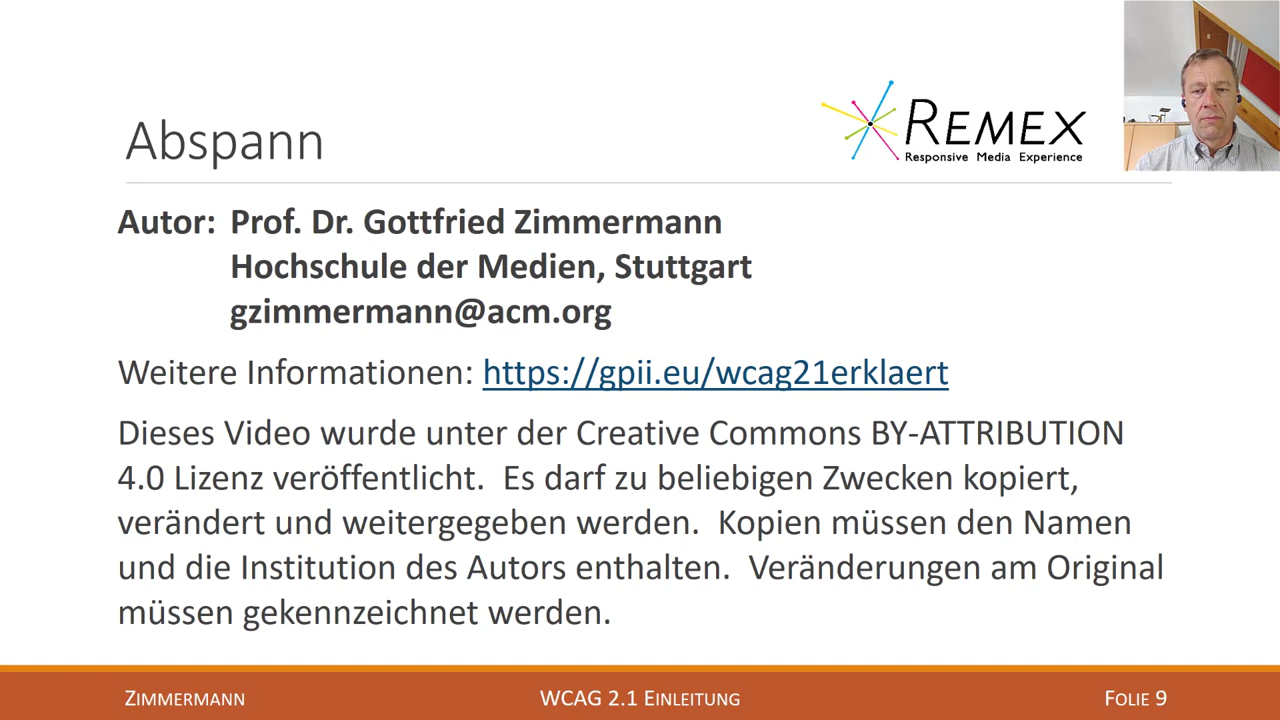 Abspann
REMEX
Responsive Media Experience
Autor: Prof. Dr. Gottfried Zimmermann
Hochschule der Medien, Stuttgart
gzimmermann@acm.org
Weitere Informationen: https://gpii.eu/wcag21erklaert
Dieses Video wurde unter der Creative Commons BY-ATTRIBUTION
4.0 Lizenz veröffentlicht.  Es darf zu beliebigen Zwecken kopiert,
verändert und weitergegeben werden.  Kopien müssen den Namen
und die Institution des Autors enthalten.  Veränderungen am Original
müssen gekennzeichnet werden.
ZIMMERMANN
WCAG 2.1 EINLEITUNG
FOLIE 9